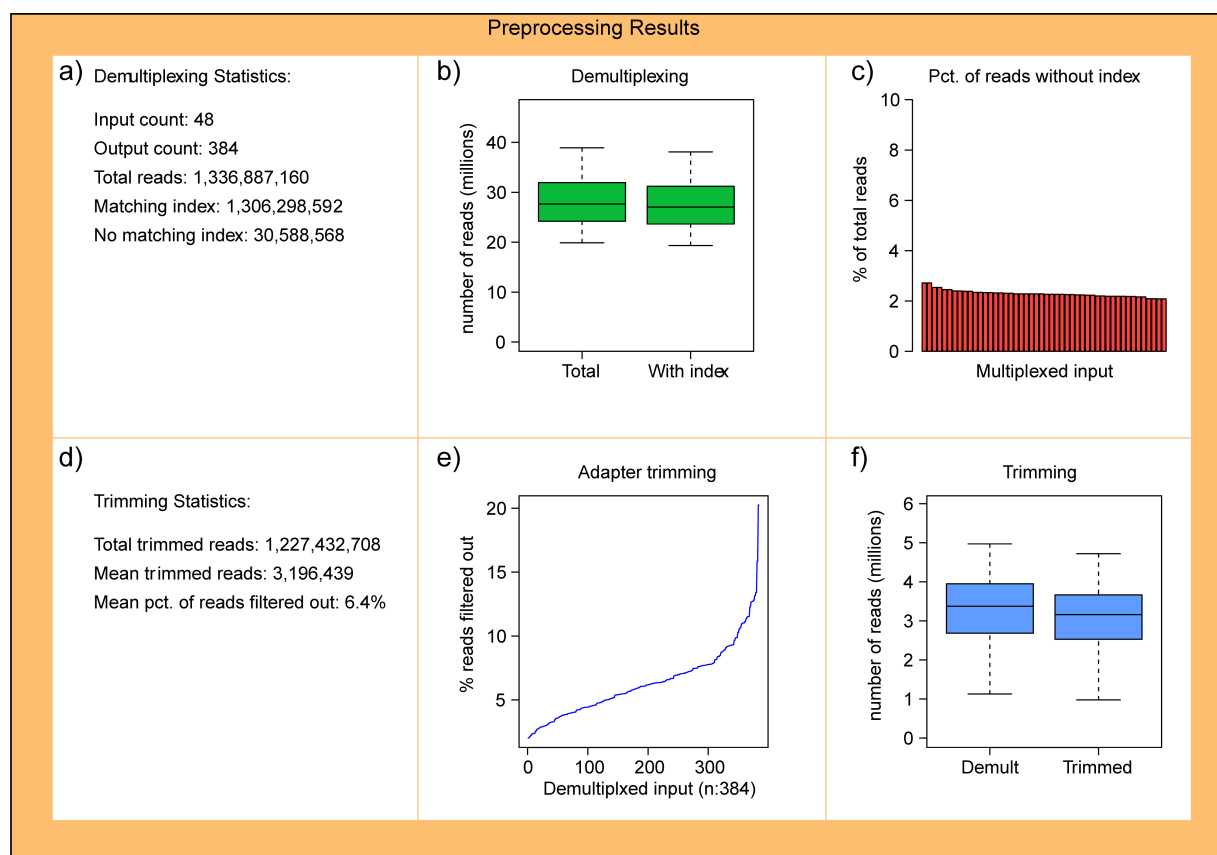 Preprocessing Results
a)
Demultiplexing Statistics:
Input count: 48
Output count: 384
Total reads: 1,336,887,160
Matching index: 1,306,298,592
No matching index: 30,588,568
b)
Demultiplexing
number of reads (millions)
40
30
20
10
0
Total
With index
c)
Pct. of reads without index
% of total reads
10
8
6
4
2
0
Multiplexed input
d)
Trimming Statistics:
Total trimmed reads: 1,227,432,708
Mean trimmed reads: 3,196,439
Mean pct. of reads filtered out: 6.4%
e)
Adapter trimming
% reads filtered out
20
15
10
5
0 100 200 300
Demultiplxed input (n:384)
f)
Trimming
number of reads (millions)
6
5
4
3
2
1
0
Demult
Trimmed